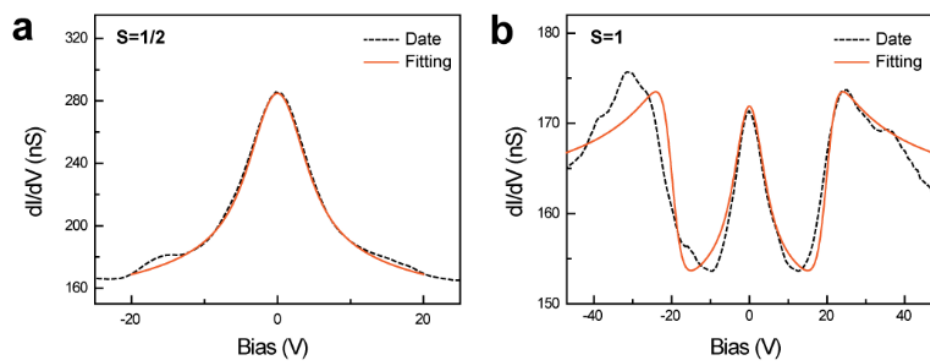 a
S=1/2
Date
Fitting
320
280
240
200
160
dI/dV (nS)
-20
0
20
Bias (V)
b
S=1
Date
Fitting
180
170
160
150
dI/dV (nS)
-40
-20
0
20
40
Bias (V)